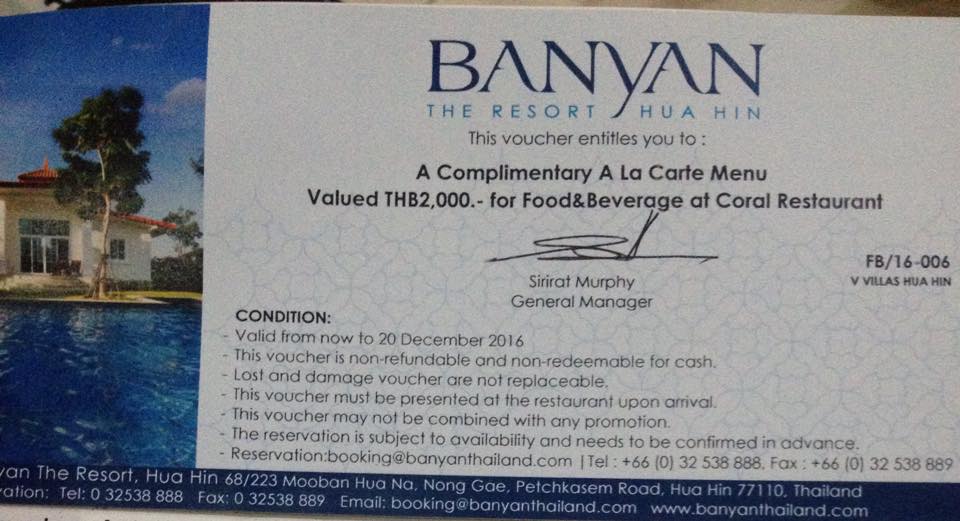 BANYAN
THE RESORT HUA HIN
This voucher entitles you to :
A Complimentary A La Carte Menu
Valued THB2,000.- for Food&Beverage at Coral Restaurant
Sirirat Murphy
General Manager
FB/16-006
V VILLAS HUA HIN
CONDITION:
- Valid from now to 20 December 2016
- This voucher is non-refundable and non-redeemable for cash.
- Lost and damage voucher are not replaceable.
- This voucher must be presented at the restaurant upon arrival.
- This voucher may not be combined with any promotion.
- The reservation is subject to availability and needs to be confirmed in advance.
- Reservation:booking@banyanthailand.com | Tel : +66 (0) 32 538 888, Fax : +66 (0) 32 538 889
yan The Resort, Hua Hin 68/223 Mooban Hua Na, Nong Gae, Petchkasem Road, Hua Hin 77110, Thailand
vation: Tel: 0 32538 888 Fax: 0 32538 889 Email: booking@banyanthailand.com www.banyanthailand.com